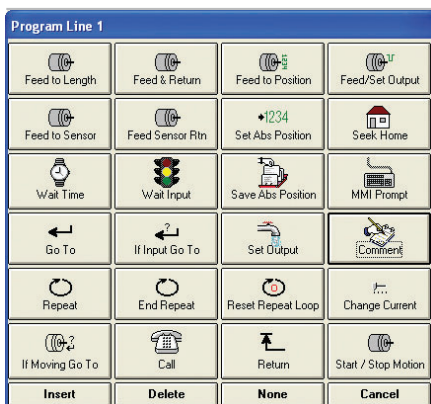 Program Line 1
Feed to Length Feed & Return Feed to Position Feed/Set Output
+1234
Feed to Sensor Feed Sensor Rtn Set Abs Position Seek Home
Wait Time Wait Input Save Abs Position MMI Prompt
Go To If Input Go To Set Output Comment
Repeat End Repeat Reset Repeat Loop Change Current
If Moving Go To Call Return Start / Stop Motion
Insert Delete None Cancel